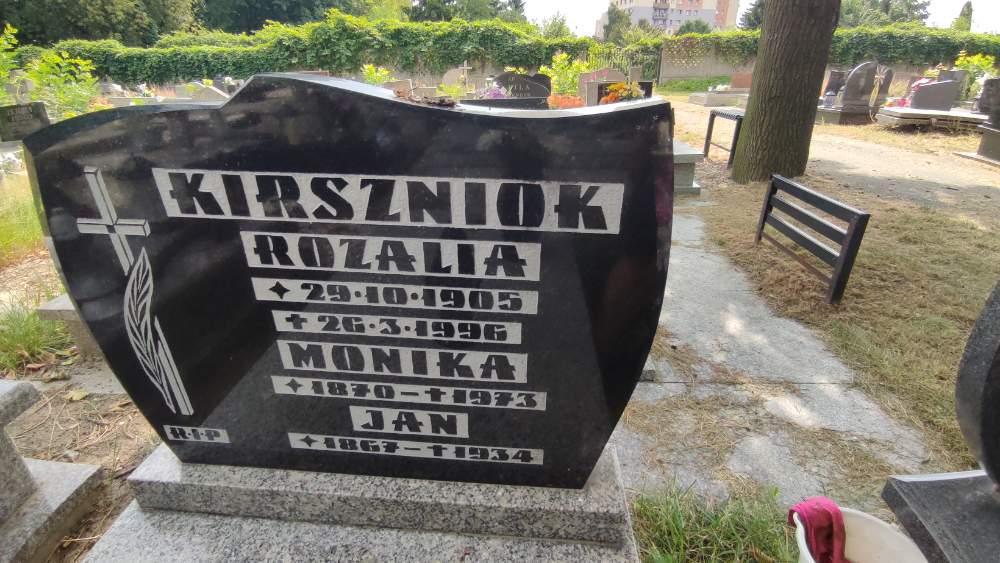 KIRSZNIOK
ROZALIA
✦ 29·10·1905
† 26·3·1996
MONIKA
✦ 1870 – † 1973
JAN
✦ 1867 – † 1934
R·I·P